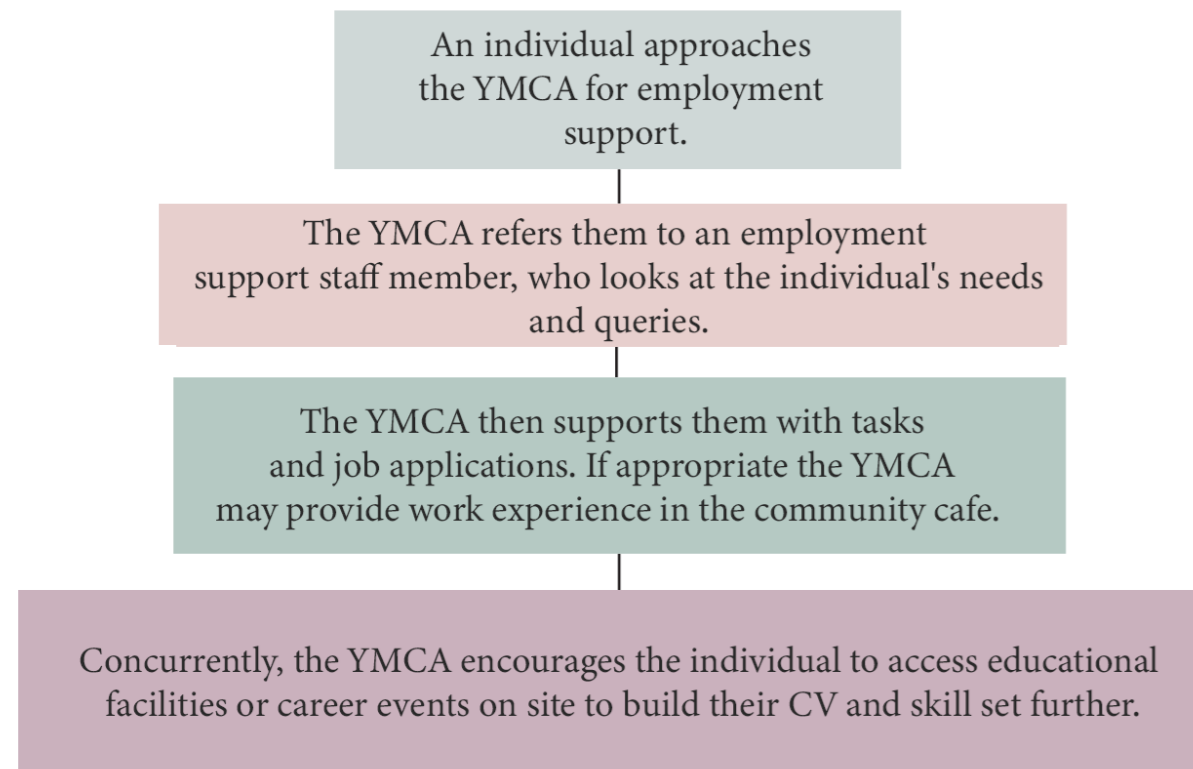 An individual approaches
the YMCA for employment
support.
The YMCA refers them to an employment
support staff member, who looks at the individual's needs
and queries.
The YMCA then supports them with tasks
and job applications. If appropriate the YMCA
may provide work experience in the community cafe.
Concurrently, the YMCA encourages the individual to access educational
facilities or career events on site to build their CV and skill set further.